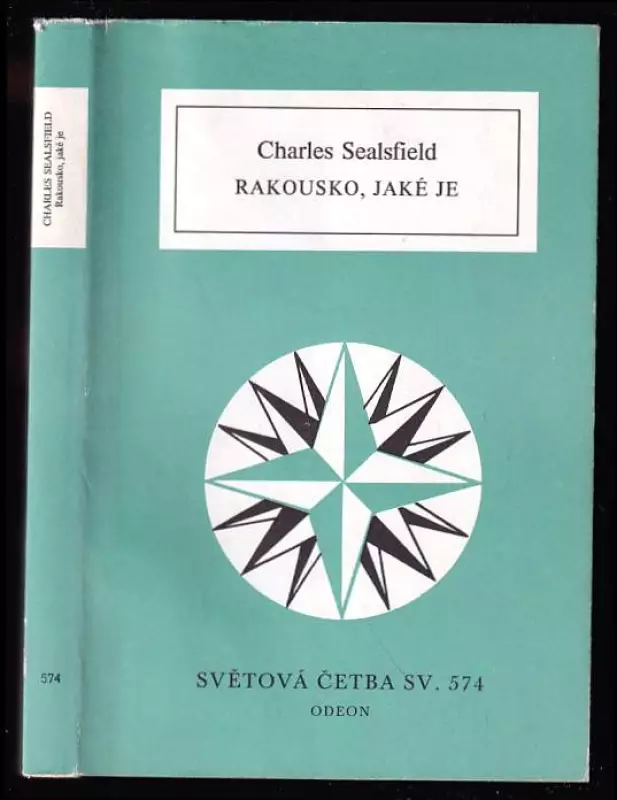 CHARLES SEALSFIELD
Rakousko, jaké je
574
Charles Sealsfield
RAKOUSKO, JAKÉ JE
SVĚTOVÁ ČETBA SV. 574
ODEON